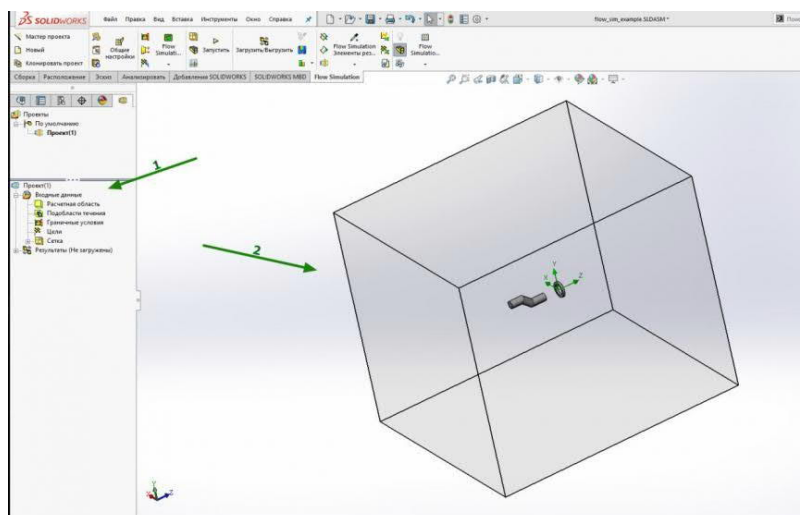 SOLIDWORKS Файл Правка Вид Вставка Инструменты Окно Справка flow_sim_example.SLDASM *
Мастер проекта
Новый
Клонировать проект
Общие настройки
Flow Simulati...
Запустить
Загрузить/Выгрузить
Flow Simulation Элементы рез...
Flow Simulatio...
Сборка Расположение Эскиз Анализировать Добавления SOLIDWORKS SOLIDWORKS MBD Flow Simulation
Проекты
По умолчанию
Проект(1)
1
Проект(1)
Входные данные
Расчетная область
Подобласти течения
Граничные условия
Цели
Сетка
Результаты (Не загружены)
2
Y
X
Z
Y
Z